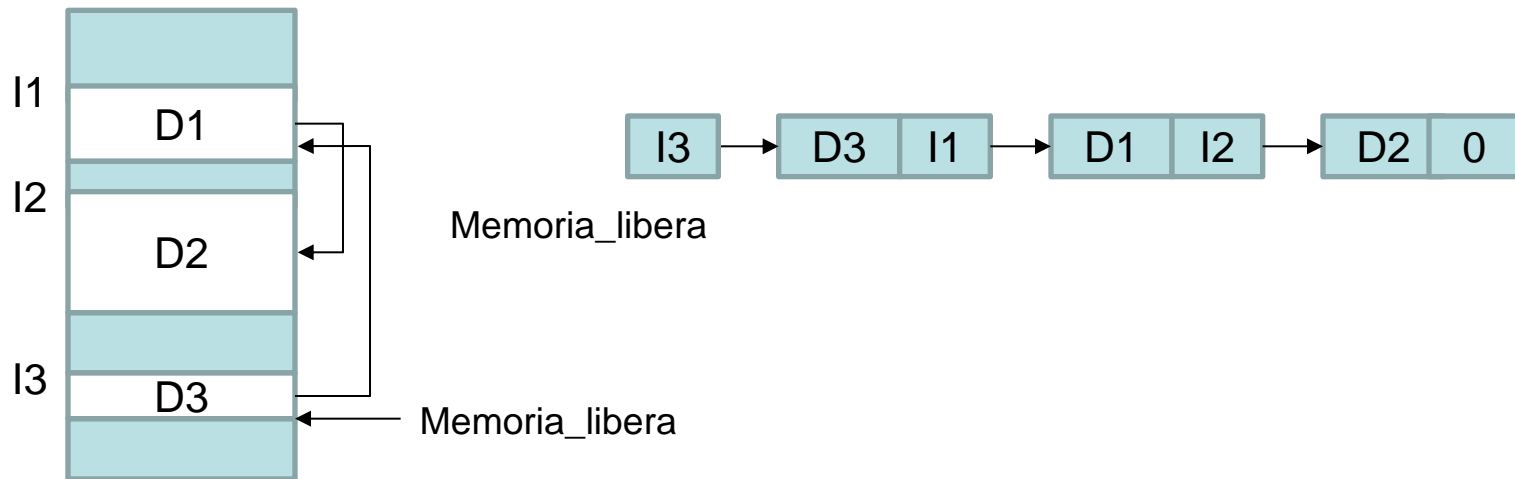 I1
D1
I2
D2
I3
D3
Memoria_libera
I3 D3 I1 D1 I2 D2 0
Memoria_libera